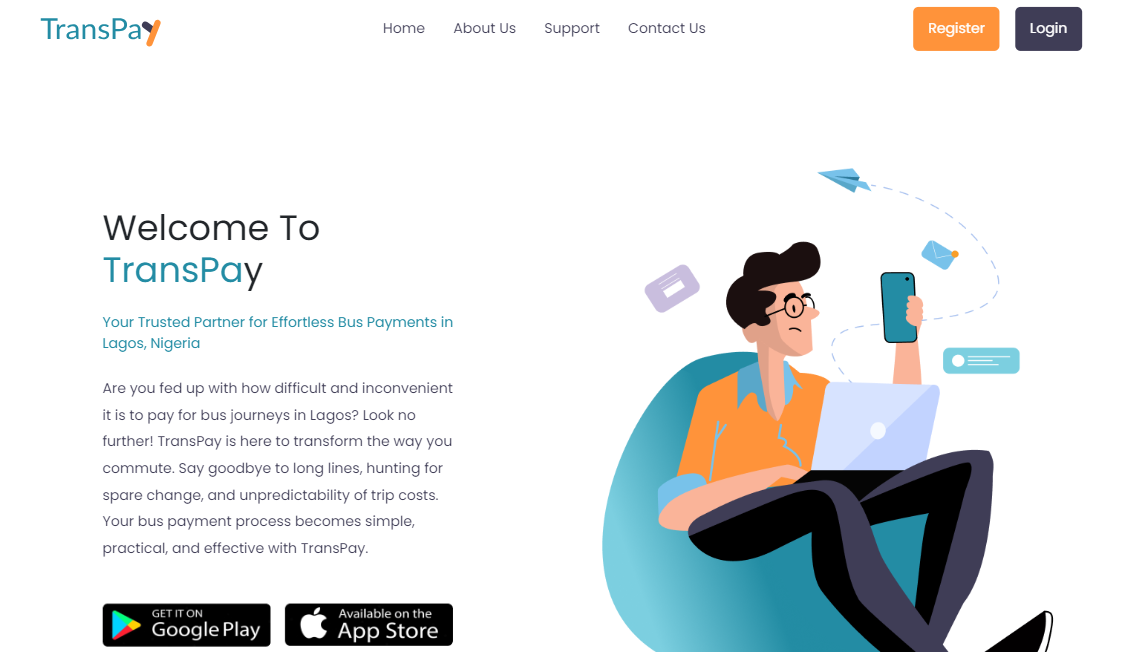 TransPay
Home About Us Support Contact Us
Register Login
Welcome To
TransPay
Your Trusted Partner for Effortless Bus Payments in
Lagos, Nigeria
Are you fed up with how difficult and inconvenient
it is to pay for bus journeys in Lagos? Look no
further! TransPay is here to transform the way you
commute. Say goodbye to long lines, hunting for
spare change, and unpredictability of trip costs.
Your bus payment process becomes simple,
practical, and effective with TransPay.
GET IT ON
Google Play
Available on the
App Store